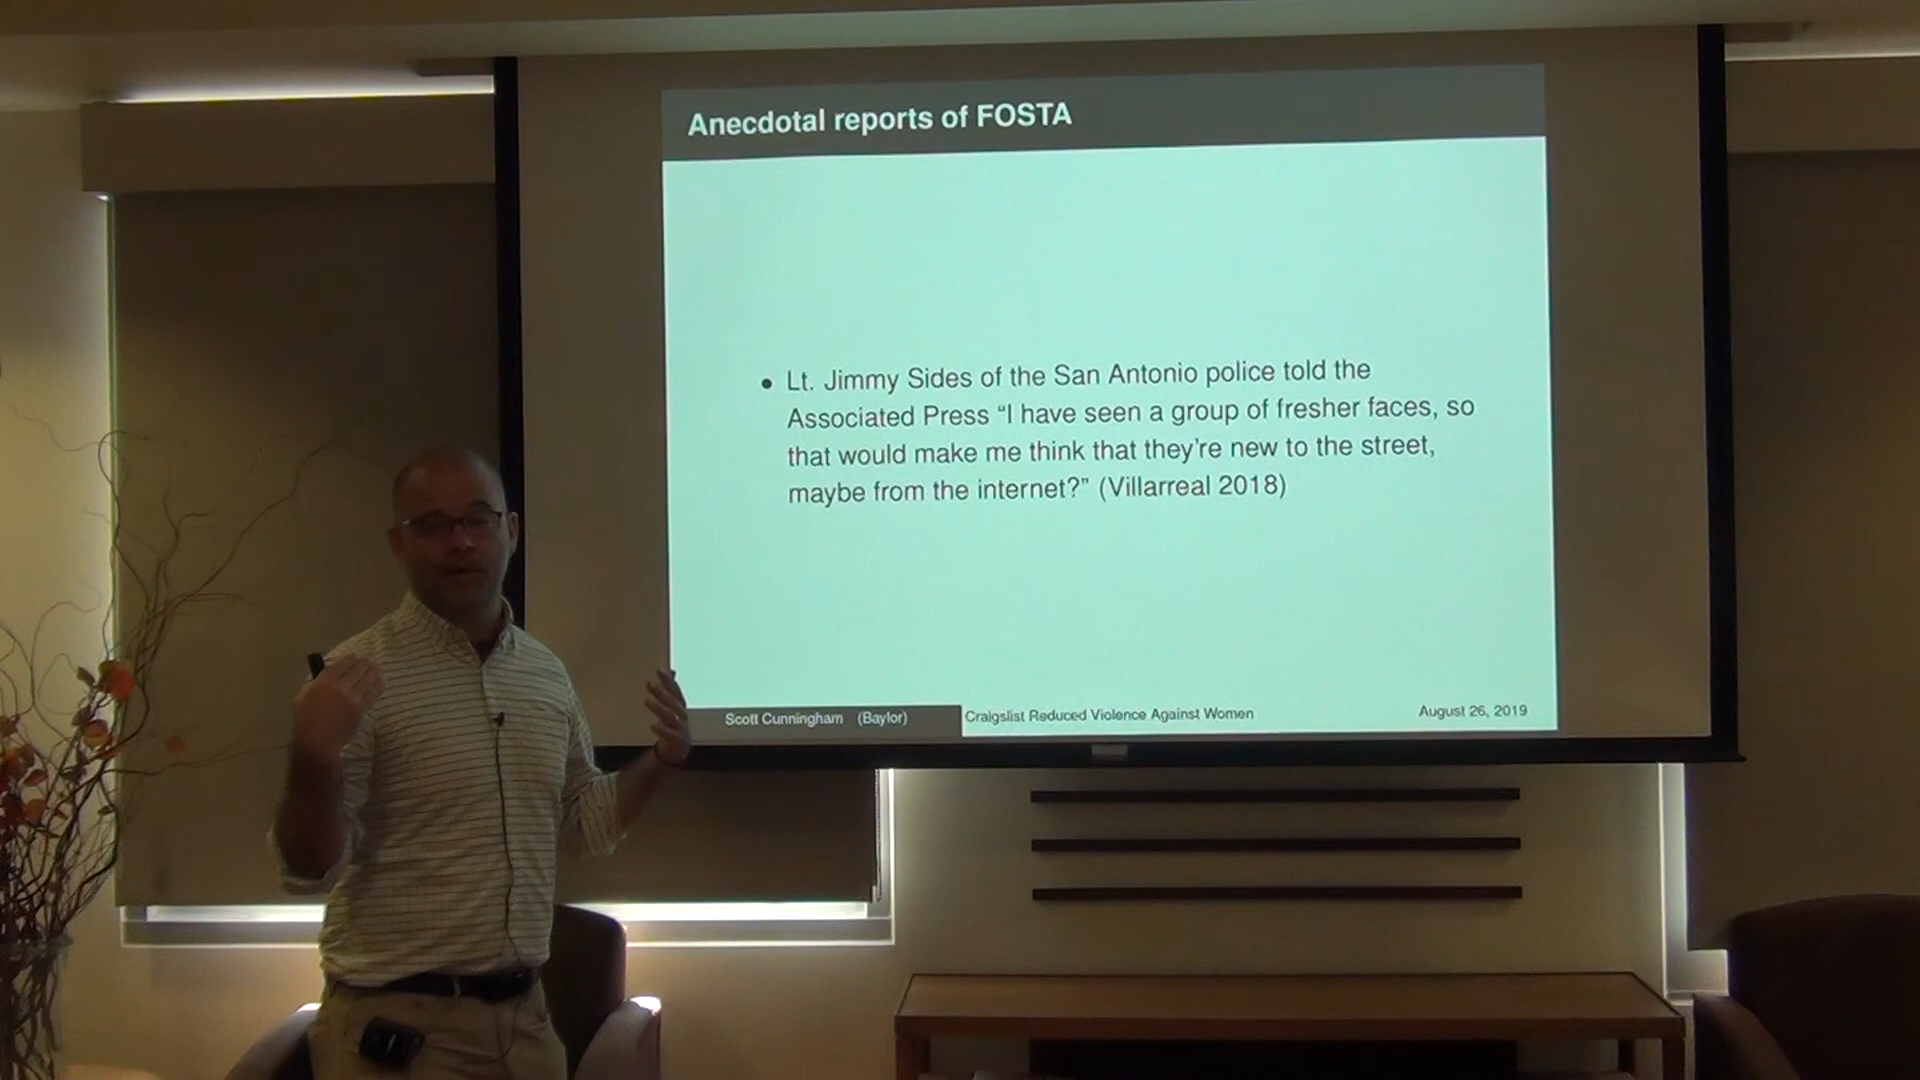 Anecdotal reports of FOSTA
• Lt. Jimmy Sides of the San Antonio police told the
Associated Press “I have seen a group of fresher faces, so
that would make me think that they’re new to the street,
maybe from the internet?” (Villarreal 2018)
Scott Cunningham (Baylor)
Craigslist Reduced Violence Against Women
August 26, 2019